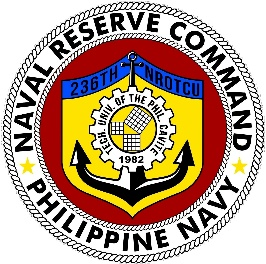 NAVAL RESERVE COMMAND
236TH NROTCU
TECH. UNIV. OF THE PHIL. CAVITE
1982
PHILIPPINE NAVY